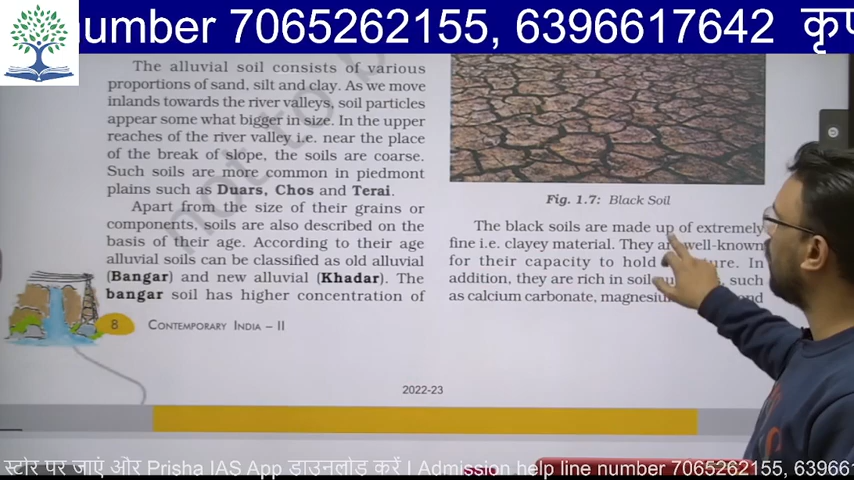 number 7065262155, 6396617642
The alluvial soil consists of various
proportions of sand, silt and clay. As we move
inlands towards the river valleys, soil particles
appear some what bigger in size. In the upper
reaches of the river valley i.e. near the place
of the break of slope, the soils are coarse.
Such soils are more common in piedmont
plains such as Duars, Chos and Terai.
Apart from the size of their grains or
components, soils are also described on the
basis of their age. According to their age
alluvial soils can be classified as old alluvial
(Bangar) and new alluvial (Khadar). The
bangar soil has higher concentration of
8 CONTEMPORARY INDIA – II
not to
Fig. 1.7: Black Soil
The black soils are made up of extremely
fine i.e. clayey material. They are well-known
for their capacity to hold In
addition, they are rich in soil such
as calcium carbonate,
2022-23
स्टोर पर जाएं और Prisha IAS App डाउनलोड करें I Admission help line number 7065262155, 63966